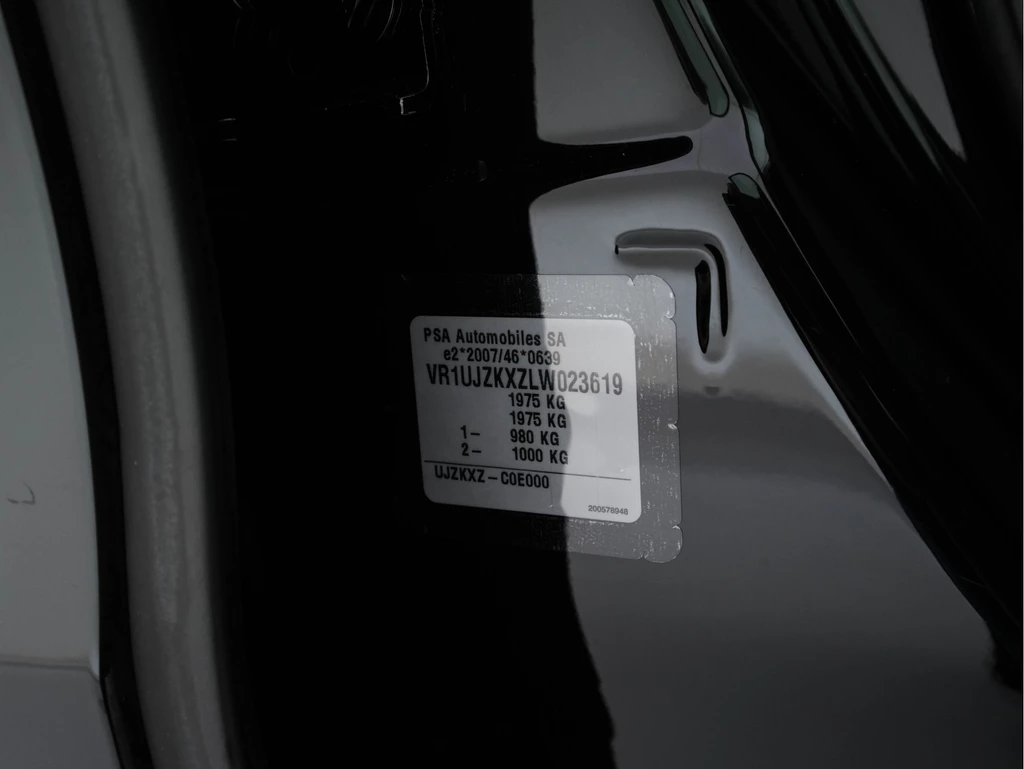 PSA Automobiles SA
e2*2007/46*0639
VR1UJZKXZLW023619
1975 KG
1975 KG
1– 980 KG
2– 1000 KG
UJZKXZ – C0E000
200578948